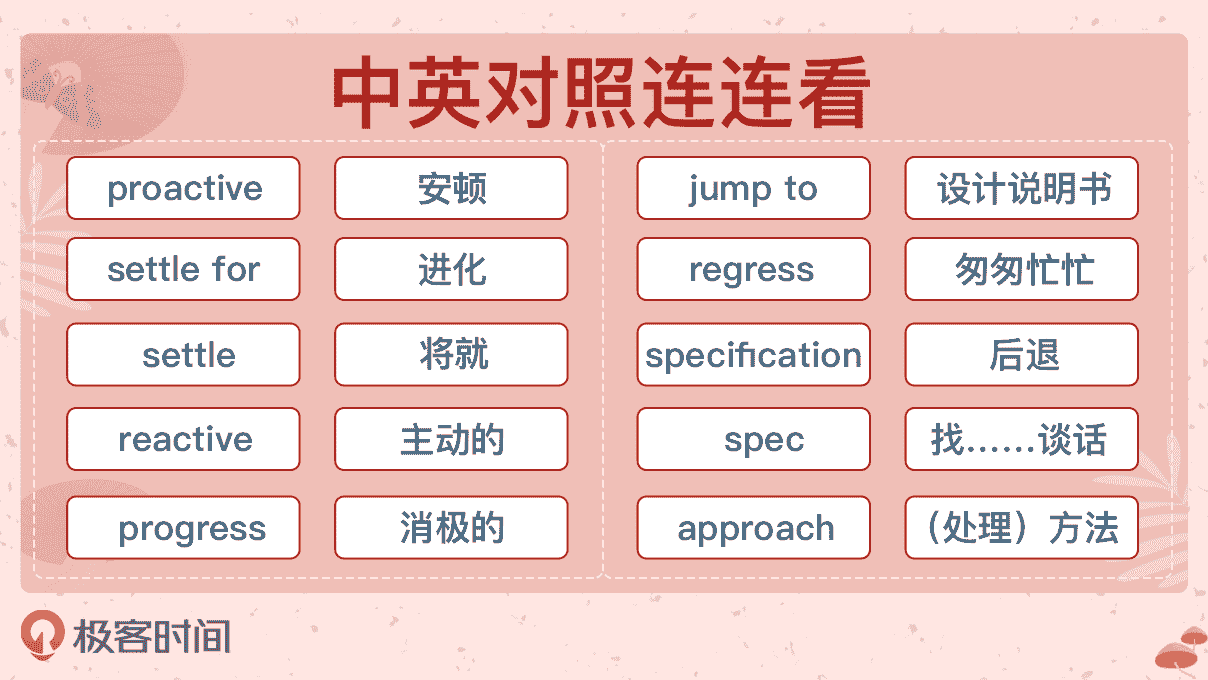 中英对照连连看
proactive 安顿 jump to 设计说明书
settle for 进化 regress 匆匆忙忙
settle 将就 specification 后退
reactive 主动的 spec 找……谈话
progress 消极的 approach （处理）方法
极客时间